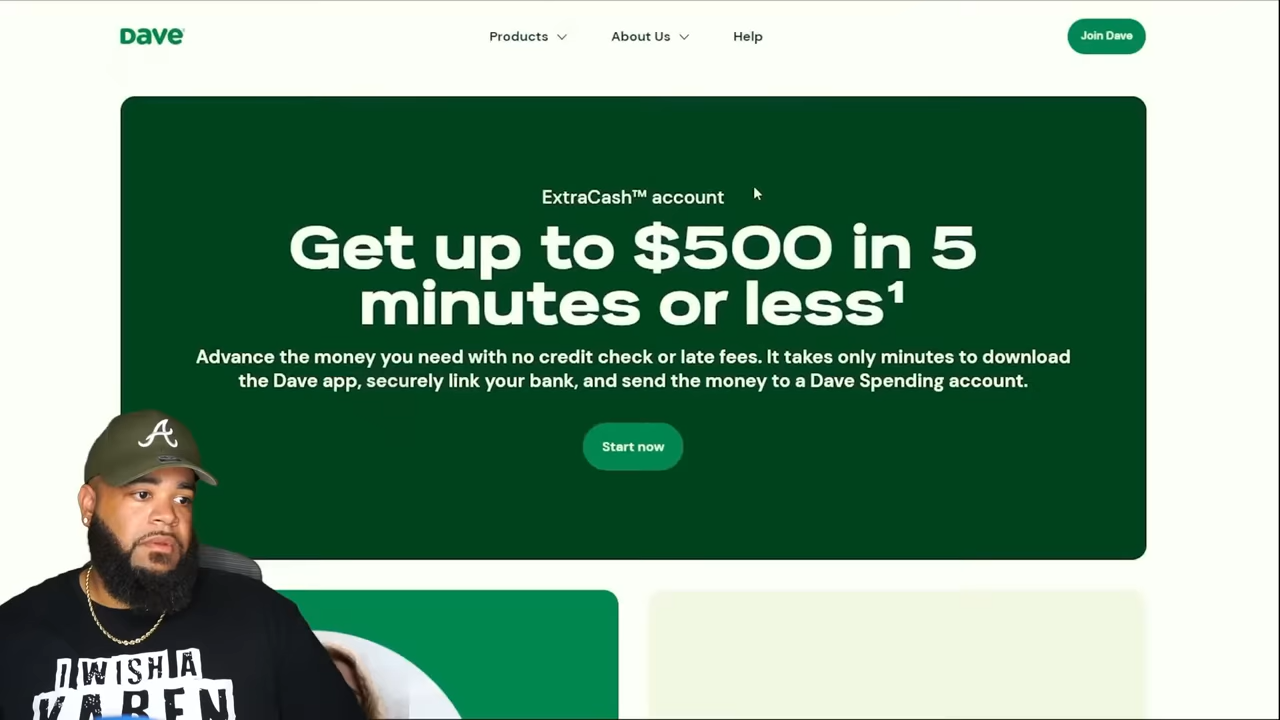 Dave
Products
About Us
Help
Join Dave
ExtraCash™ account
Get up to $500 in 5
minutes or less¹
Advance the money you need with no credit check or late fees. It takes only minutes to download
the Dave app, securely link your bank, and send the money to a Dave Spending account.
Start now
A
I WISH A
KAREN